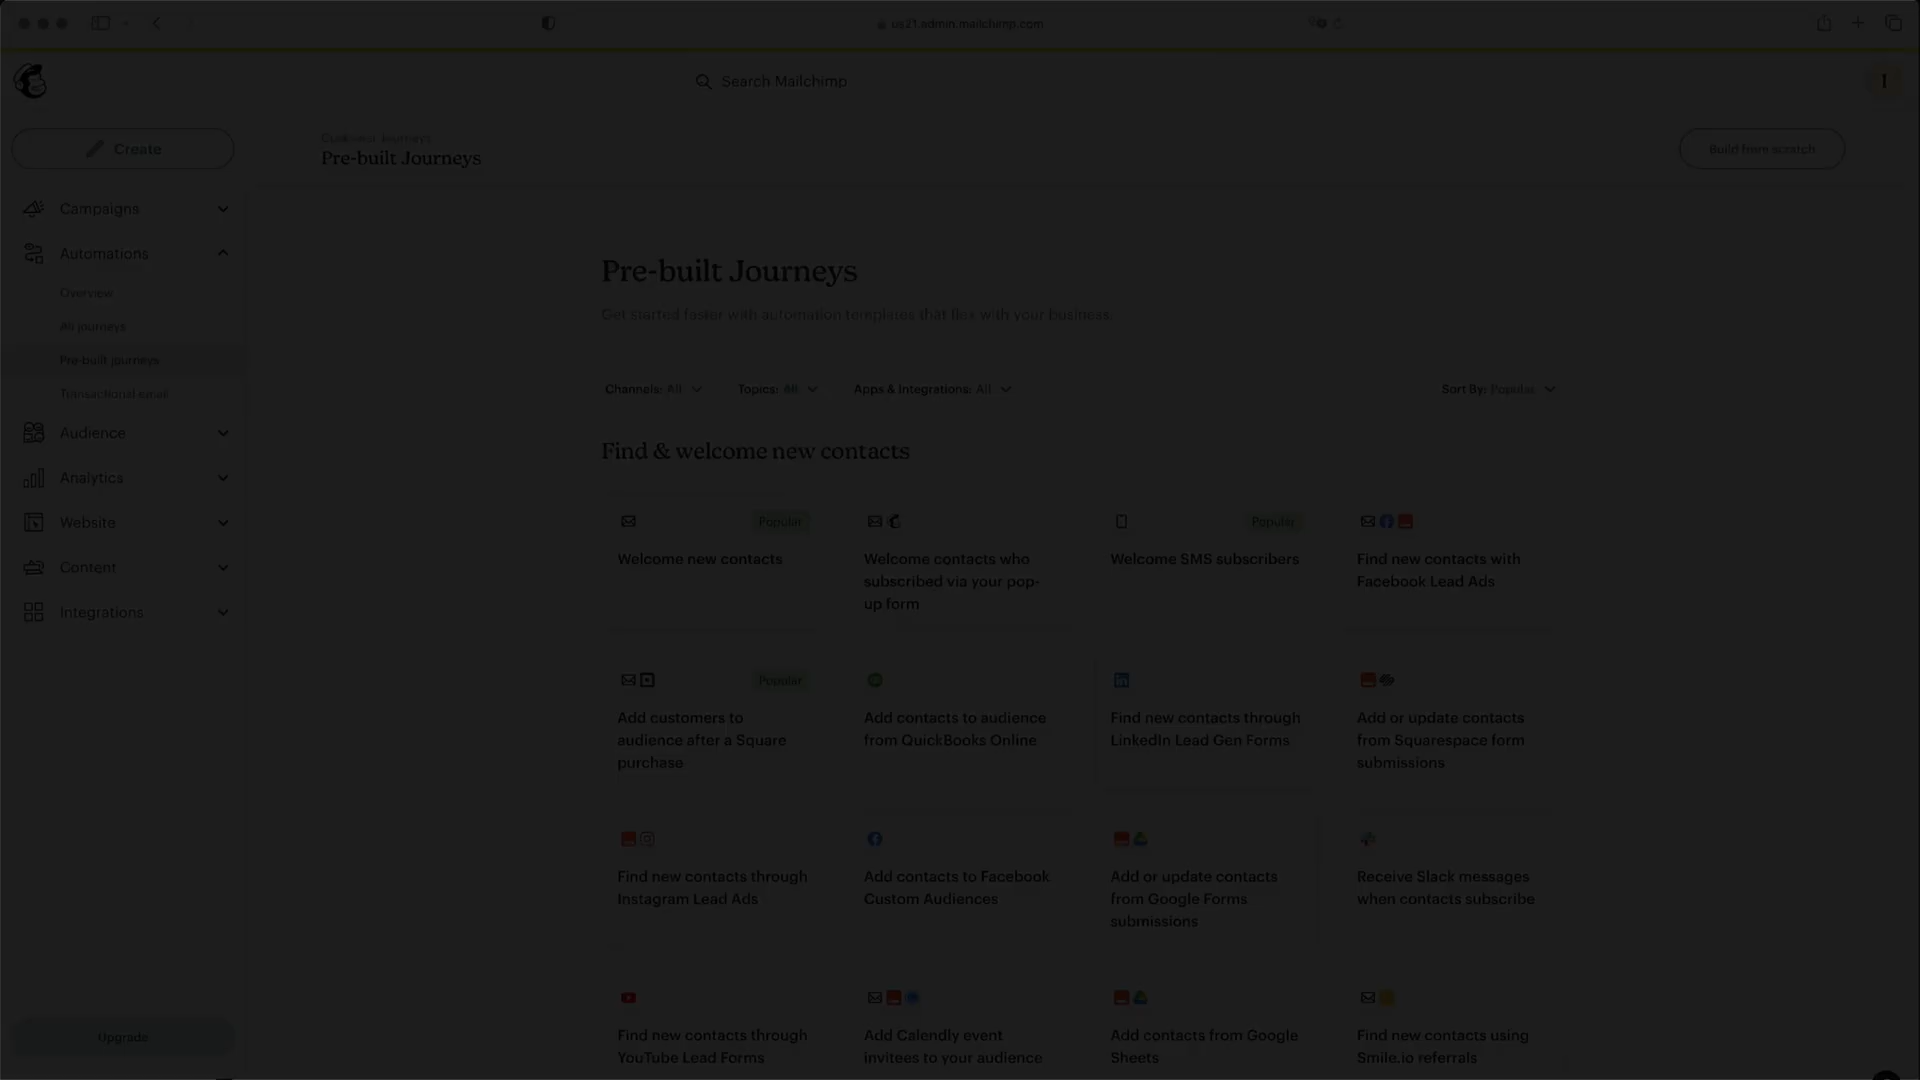 us21.admin.mailchimp.com
Search Mailchimp
Create
Customer Journeys
Pre-built Journeys
Build from scratch
Campaigns
Automations
Overview
All journeys
Pre-built journeys
Transactional email
Audience
Analytics
Website
Content
Integrations
Upgrade
Pre-built Journeys
Get started faster with automation templates that flex with your business.
Channels: All
Topics: All
Apps & Integrations: All
Sort By: Popular
Find & welcome new contacts
Popular
Welcome new contacts
Welcome contacts who
subscribed via your pop-
up form
Popular
Welcome SMS subscribers
Find new contacts with
Facebook Lead Ads
Popular
Add customers to
audience after a Square
purchase
Add contacts to audience
from QuickBooks Online
Find new contacts through
LinkedIn Lead Gen Forms
Add or update contacts
from Squarespace form
submissions
Find new contacts through
Instagram Lead Ads
Add contacts to Facebook
Custom Audiences
Add or update contacts
from Google Forms
submissions
Receive Slack messages
when contacts subscribe
Find new contacts through
YouTube Lead Forms
Add Calendly event
invitees to your audience
Add contacts from Google
Sheets
Find new contacts using
Smile.io referrals